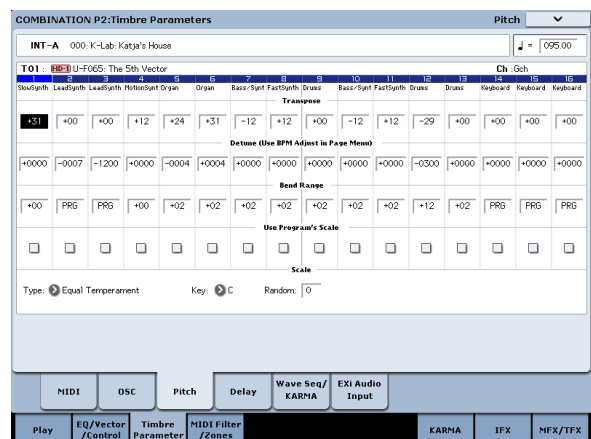 COMBINATION P2:Timbre Parameters Pitch
INT-A 000: K-Lab: Katja's House ♩ = 095.00
T01 : HD-1 U-F065: The 5th Vector Ch :Gch
1 2 3 4 5 6 7 8 9 10 11 12 13 14 15 16
SlowSynth LeadSynth LeadSynth MotionSynt Organ Organ Bass/Synt FastSynth Drums Bass/Synt FastSynth Drums Drums Keyboard Keyboard Keyboard
Transpose
+31 +00 +00 +12 +24 +31 -12 +12 +00 -12 +12 -29 +00 +00 +00 +00
Detune (Use BPM Adjust in Page Menu)
+0000 -0007 -1200 +0000 -0004 +0004 +0000 +0000 +0000 +0000 +0000 -0300 +0000 +0000 +0000 +0000
Bend Range
+00 PRG PRG +00 +02 +02 +02 +02 +02 +02 +02 +12 +02 PRG PRG PRG
Use Program's Scale
Scale
Type: Equal Temperament Key: C Random: 0
MIDI OSC Pitch Delay Wave Seq/ KARMA EXi Audio Input
Play EQ/Vector /Control Timbre Parameter MIDI Filter /Zones KARMA IFX MFX/TFX